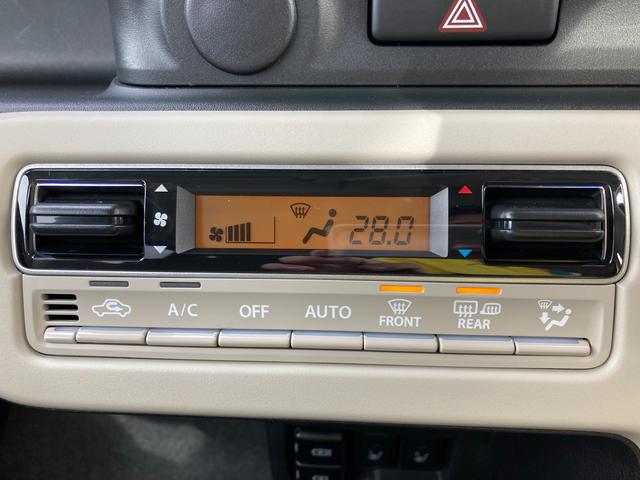 28.0
A/C OFF AUTO FRONT REAR